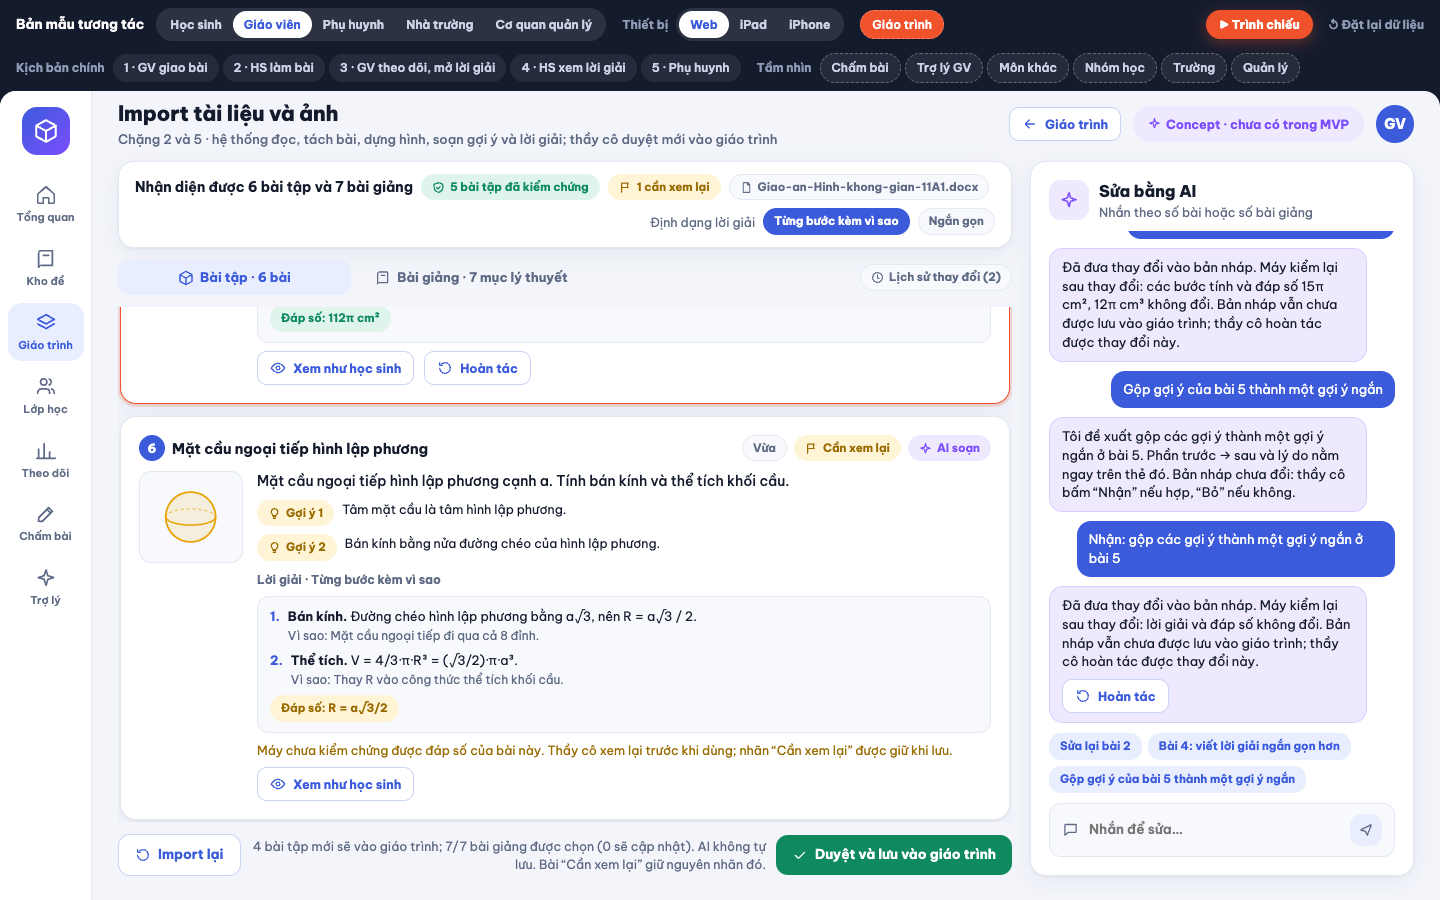 Bản mẫu tương tác
Học sinh
Giáo viên
Phụ huynh
Nhà trường
Cơ quan quản lý
Thiết bị
Web
iPad
iPhone
Giáo trình
Trình chiếu
Đặt lại dữ liệu
Kịch bản chính
1 · GV giao bài
2 · HS làm bài
3 · GV theo dõi, mở lời giải
4 · HS xem lời giải
5 · Phụ huynh
Tầm nhìn
Chấm bài
Trợ lý GV
Môn khác
Nhóm học
Trường
Quản lý
Tổng quan
Kho đề
Giáo trình
Lớp học
Theo dõi
Chấm bài
Trợ lý
Import tài liệu và ảnh
Chặng 2 và 5 · hệ thống đọc, tách bài, dựng hình, soạn gợi ý và lời giải; thầy cô duyệt mới vào giáo trình
← Giáo trình
Concept · chưa có trong MVP
GV
Nhận diện được 6 bài tập và 7 bài giảng
5 bài tập đã kiểm chứng
1 cần xem lại
Giao-an-Hinh-khong-gian-11A1.docx
Định dạng lời giải
Từng bước kèm vì sao
Ngắn gọn
Bài tập · 6 bài
Bài giảng · 7 mục lý thuyết
Lịch sử thay đổi (2)
Đáp số: 112π cm²
Xem như học sinh
Hoàn tác
6 Mặt cầu ngoại tiếp hình lập phương
Vừa
Cần xem lại
AI soạn
Mặt cầu ngoại tiếp hình lập phương cạnh a. Tính bán kính và thể tích khối cầu.
Gợi ý 1 Tâm mặt cầu là tâm hình lập phương.
Gợi ý 2 Bán kính bằng nửa đường chéo của hình lập phương.
Lời giải · Từng bước kèm vì sao
1. Bán kính. Đường chéo hình lập phương bằng a√3, nên R = a√3 / 2.
Vì sao: Mặt cầu ngoại tiếp đi qua cả 8 đỉnh.
2. Thể tích. V = 4/3·π·R³ = (√3/2)·π·a³.
Vì sao: Thay R vào công thức thể tích khối cầu.
Đáp số: R = a√3/2
Máy chưa kiểm chứng được đáp số của bài này. Thầy cô xem lại trước khi dùng; nhãn “Cần xem lại” được giữ khi lưu.
Xem như học sinh
Import lại
4 bài tập mới sẽ vào giáo trình; 7/7 bài giảng được chọn (0 sẽ cập nhật). AI không tự
lưu. Bài “Cần xem lại” giữ nguyên nhãn đó.
Duyệt và lưu vào giáo trình
Sửa bằng AI
Nhắn theo số bài hoặc số bài giảng
Đã đưa thay đổi vào bản nháp. Máy kiểm lại
sau thay đổi: các bước tính và đáp số 15π
cm², 12π cm³ không đổi. Bản nháp vẫn chưa
được lưu vào giáo trình; thầy cô hoàn tác
được thay đổi này.
Gộp gợi ý của bài 5 thành một gợi ý ngắn
Tôi đề xuất gộp các gợi ý thành một gợi ý
ngắn ở bài 5. Phần trước → sau và lý do nằm
ngay trên thẻ đó. Bản nháp chưa đổi: thầy cô
bấm “Nhận” nếu hợp, “Bỏ” nếu không.
Nhận: gộp các gợi ý thành một gợi ý ngắn ở
bài 5
Đã đưa thay đổi vào bản nháp. Máy kiểm lại
sau thay đổi: lời giải và đáp số không đổi. Bản
nháp vẫn chưa được lưu vào giáo trình; thầy
cô hoàn tác được thay đổi này.
Hoàn tác
Sửa lại bài 2
Bài 4: viết lời giải ngắn gọn hơn
Gộp gợi ý của bài 5 thành một gợi ý ngắn
Nhắn để sửa...